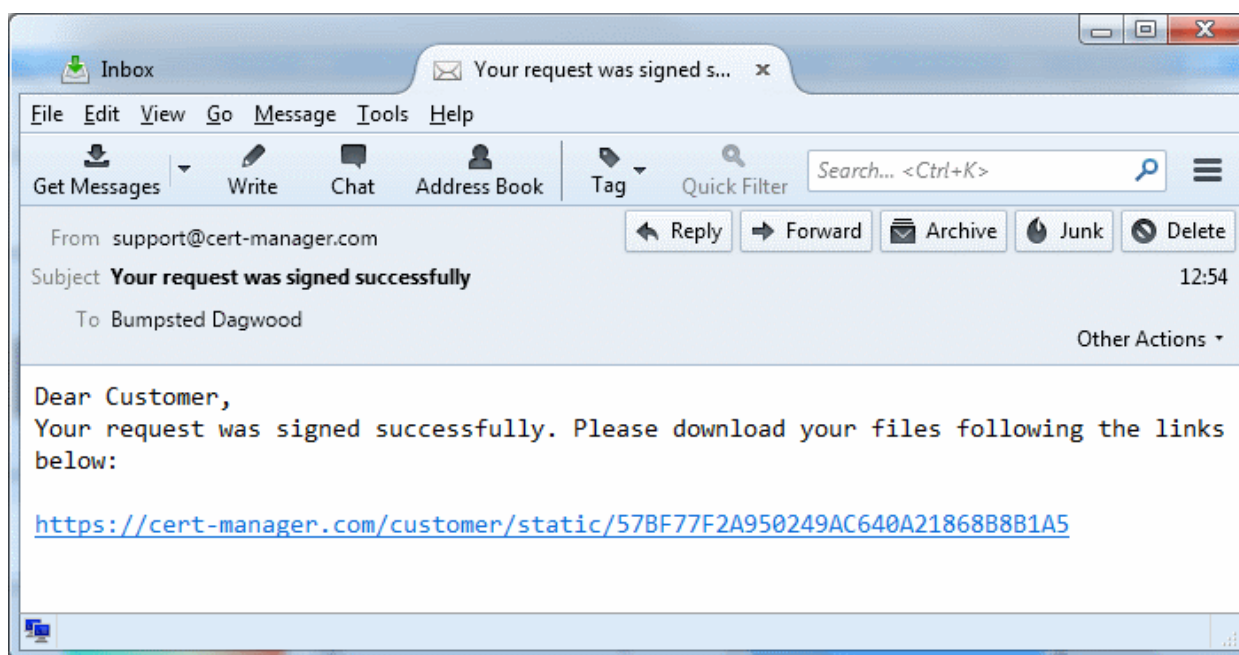 Inbox
Your request was signed s...
File Edit View Go Message Tools Help
Get Messages Write Chat Address Book Tag Quick Filter Search... <Ctrl+K>
From support@cert-manager.com Reply Forward Archive Junk Delete
Subject Your request was signed successfully 12:54
To Bumpsted Dagwood
Other Actions
Dear Customer,
Your request was signed successfully. Please download your files following the links
below:
https://cert-manager.com/customer/static/57BF77F2A950249AC640A21868B8B1A5